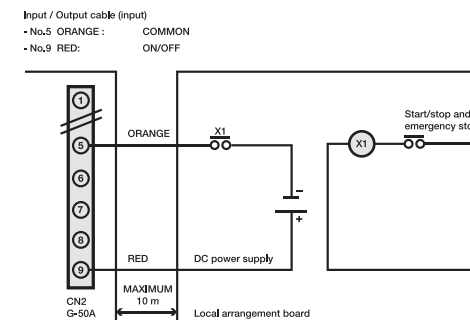 Input / Output cable (input)
- No.5 ORANGE : COMMON
- No.9 RED: ON/OFF
1
5
6
7
8
9
ORANGE
X1
-
+
RED
DC power supply
MAXIMUM
10 m
CN2
G-50A
Local arrangement board
X1
Start/stop and
emergency sto